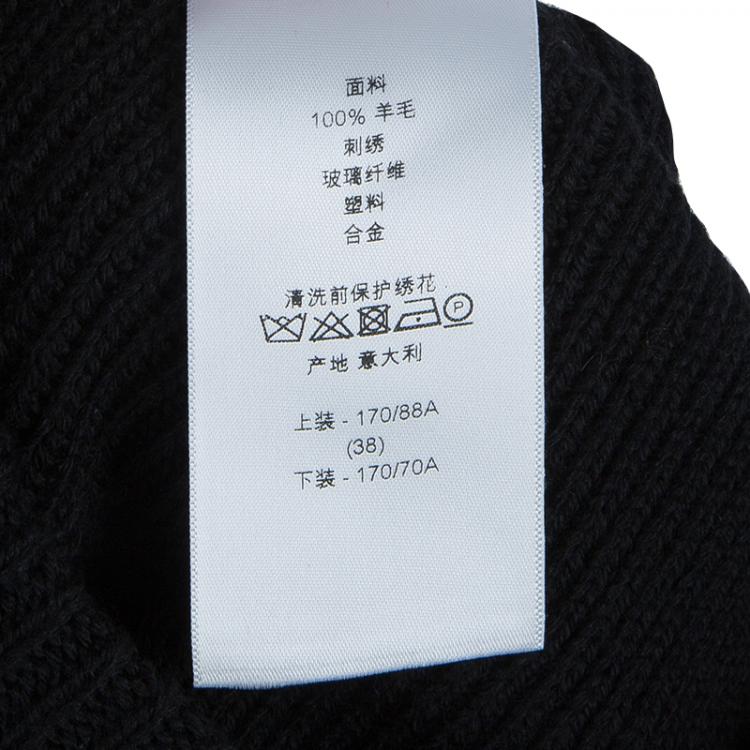 面料
100% 羊毛
刺绣
玻璃纤维
塑料
合金
清洗前保护绣花
P
产地 意大利
上装 - 170/88A
(38)
下装 - 170/70A